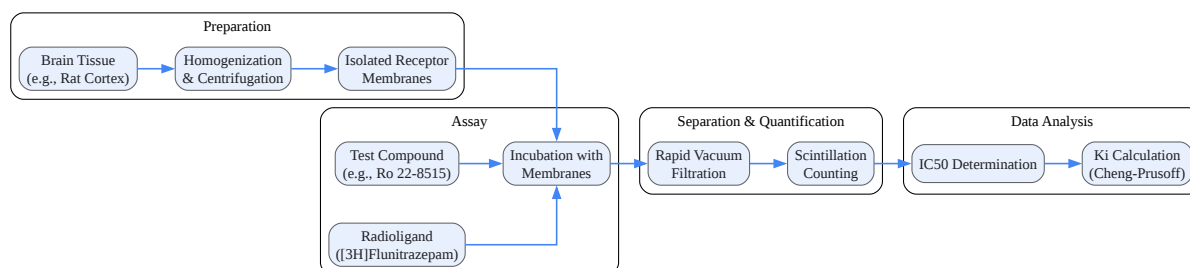 Preparation
Brain Tissue
(e.g., Rat Cortex)
Homogenization
& Centrifugation
Isolated Receptor
Membranes
Assay
Test Compound
(e.g., Ro 22-8515)
Incubation with
Membranes
Radioligand
([3H]Flunitrazepam)
Separation & Quantification
Rapid Vacuum
Filtration
Scintillation
Counting
Data Analysis
IC50 Determination
Ki Calculation
(Cheng-Prusoff)